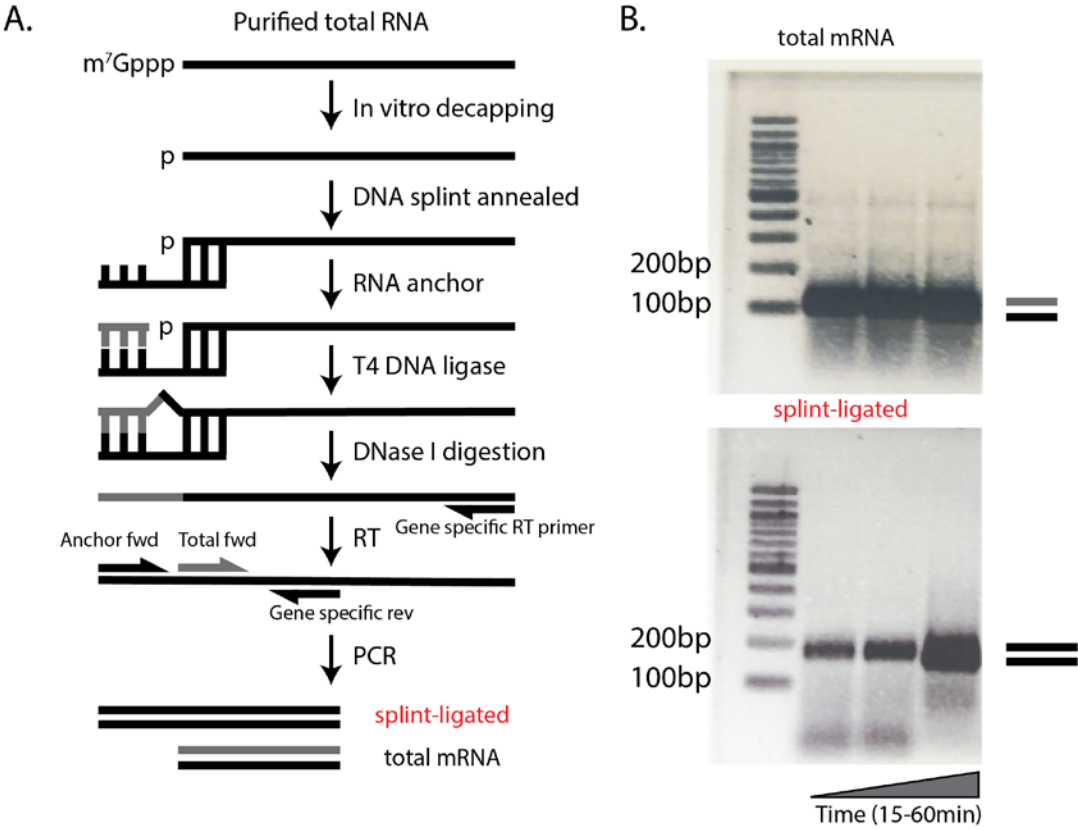 A.
Purified total RNA
m⁷Gppp
In vitro decapping
p
DNA splint annealed
p
RNA anchor
p
T4 DNA ligase
DNase I digestion
Gene specific RT primer
RT
Anchor fwd
Total fwd
Gene specific rev
PCR
splint-ligated
total mRNA
B.
total mRNA
200bp
100bp
splint-ligated
200bp
100bp
Time (15-60min)